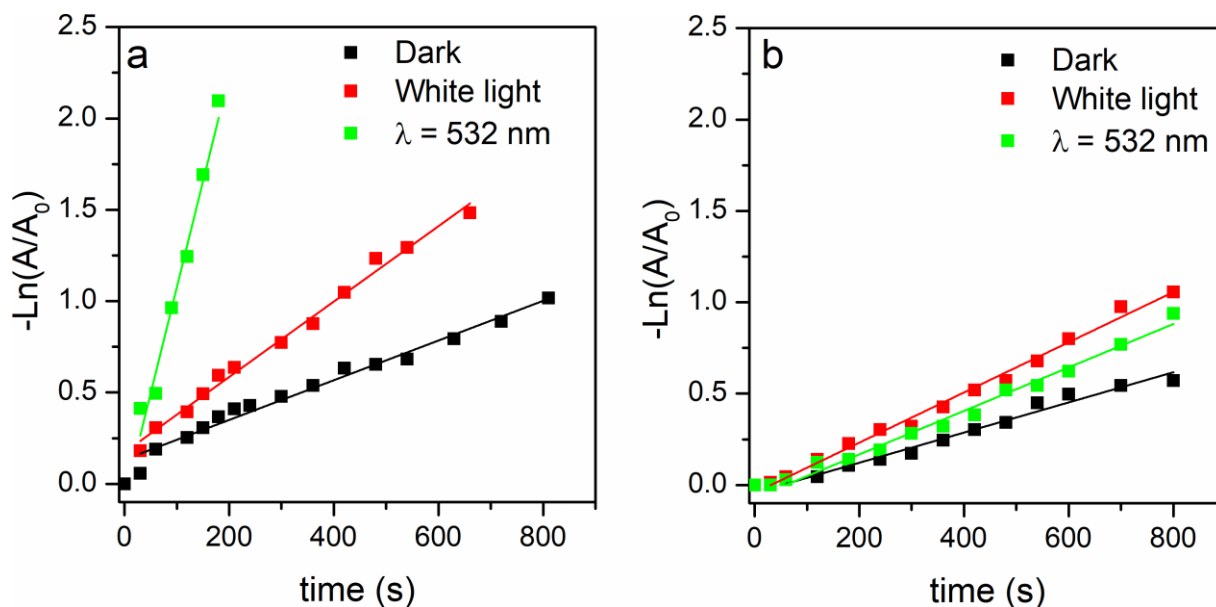 a
Dark
White light
λ = 532 nm
2.5
2.0
1.5
1.0
0.5
0.0
-Ln(A/A₀)
0 200 400 600 800
time (s)
b
Dark
White light
λ = 532 nm
2.5
2.0
1.5
1.0
0.5
0.0
-Ln(A/A₀)
0 200 400 600 800
time (s)